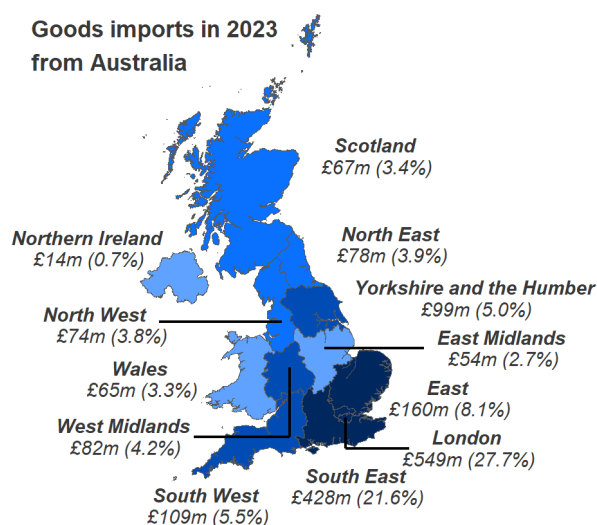 Goods imports in 2023
from Australia
Scotland
£67m (3.4%)
Northern Ireland
£14m (0.7%)
North East
£78m (3.9%)
Yorkshire and the Humber
£99m (5.0%)
North West
£74m (3.8%)
East Midlands
£54m (2.7%)
Wales
£65m (3.3%)
East
£160m (8.1%)
West Midlands
£82m (4.2%)
London
£549m (27.7%)
South East
£428m (21.6%)
South West
£109m (5.5%)